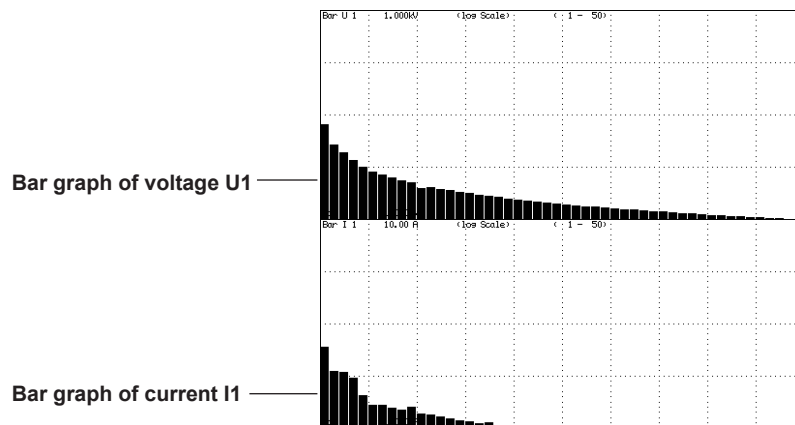 Bar U 1 1.000kV (log Scale) ( 1 - 50)
Bar graph of voltage U1
Bar I 1 10.00 A (log Scale) ( 1 - 50)
Bar graph of current I1